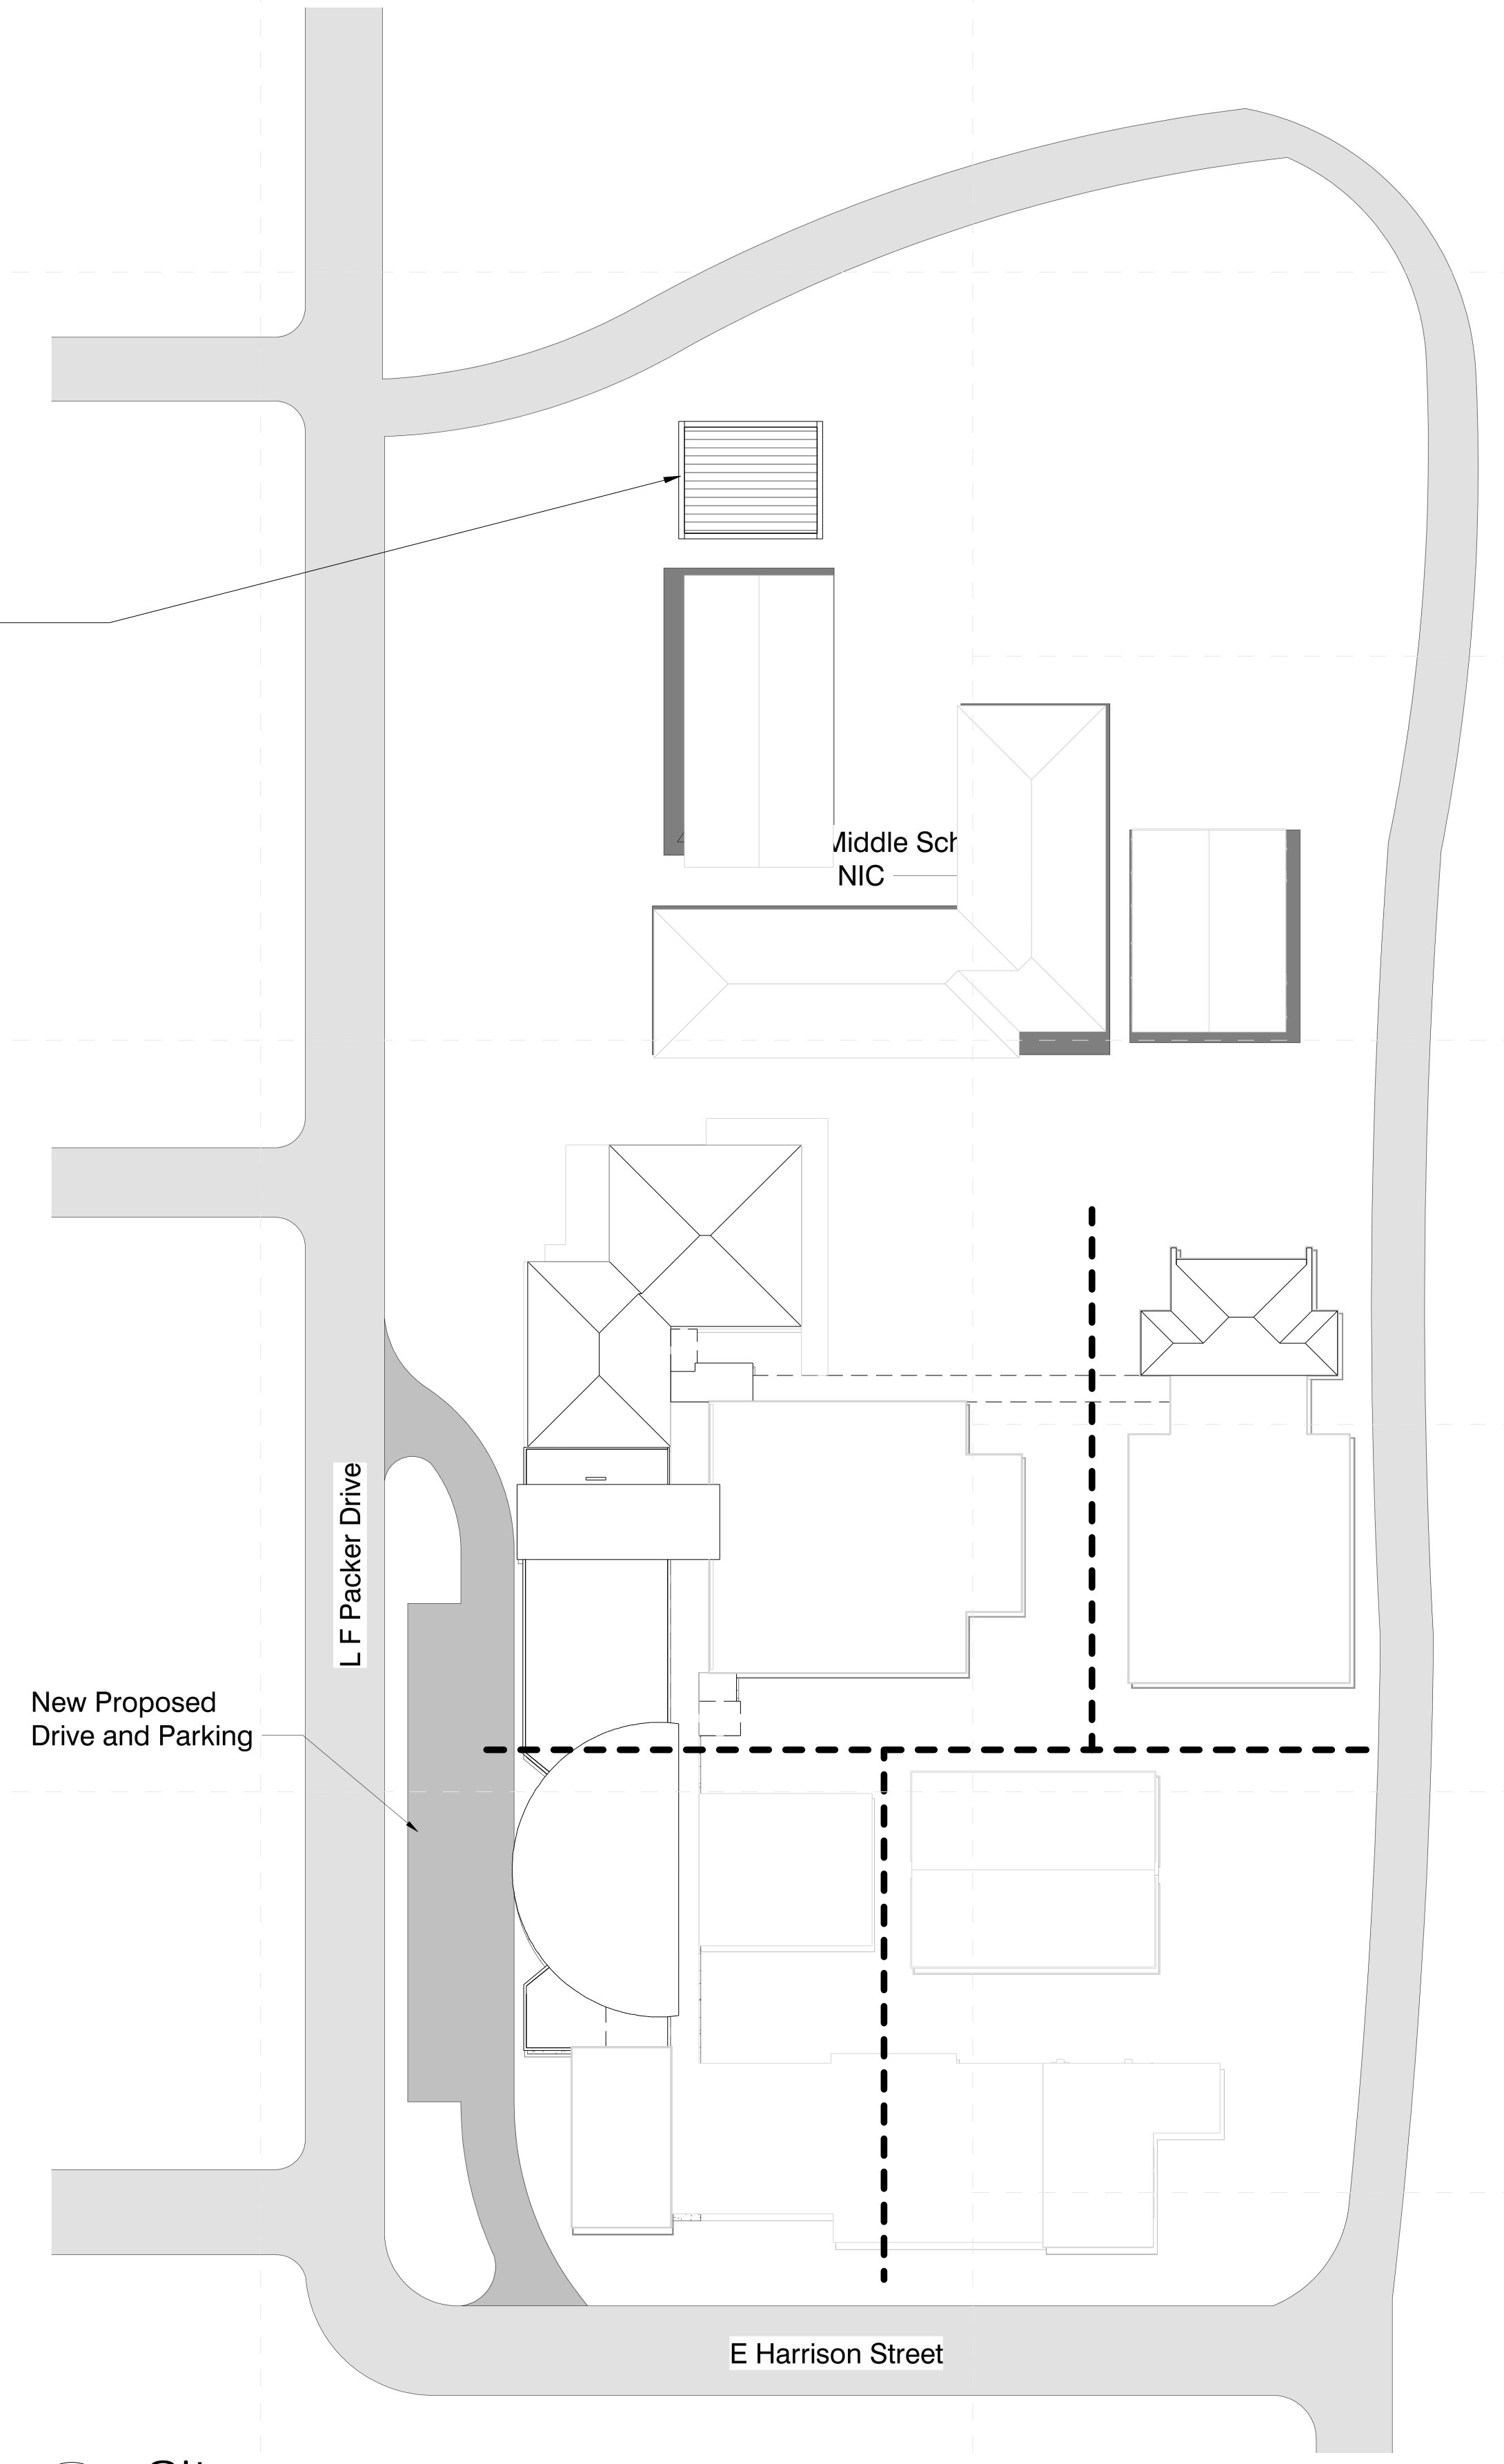 Middle Sch
NIC
L F Packer Drive
New Proposed
Drive and Parking
E Harrison Street